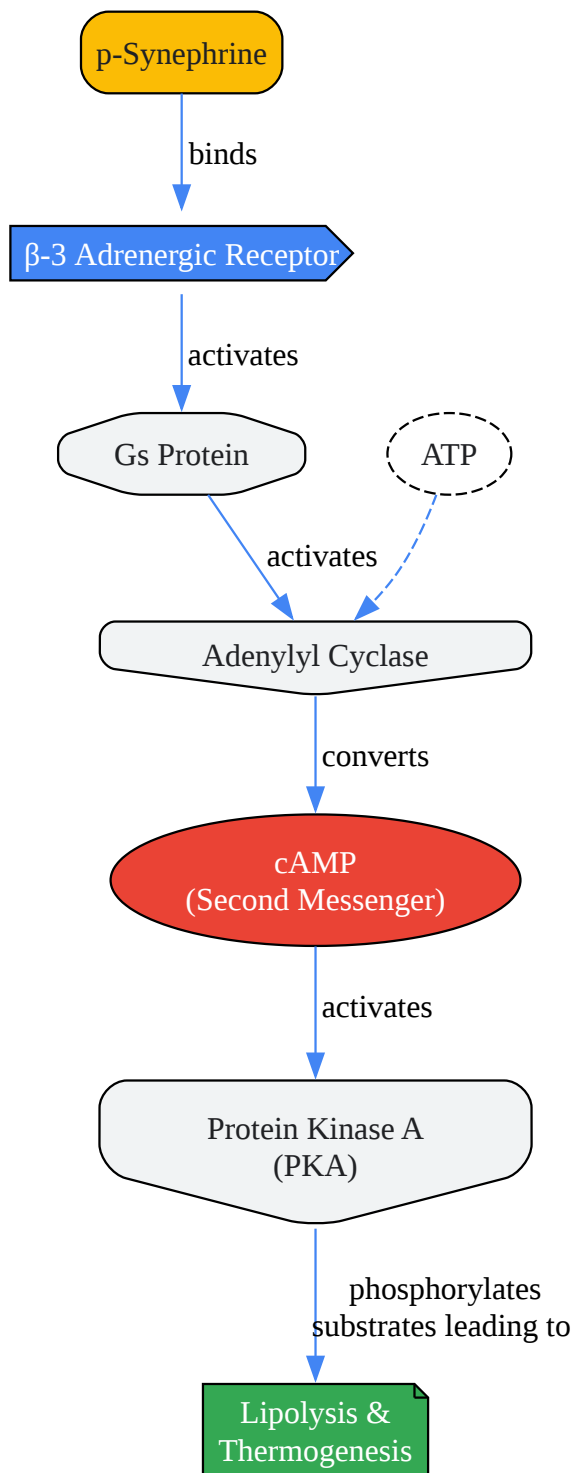 p-Synephrine
binds
β-3 Adrenergic Receptor
activates
Gs Protein
ATP
activates
Adenylyl Cyclase
converts
cAMP
(Second Messenger)
activates
Protein Kinase A
(PKA)
phosphorylates
substrates leading to
Lipolysis &
Thermogenesis